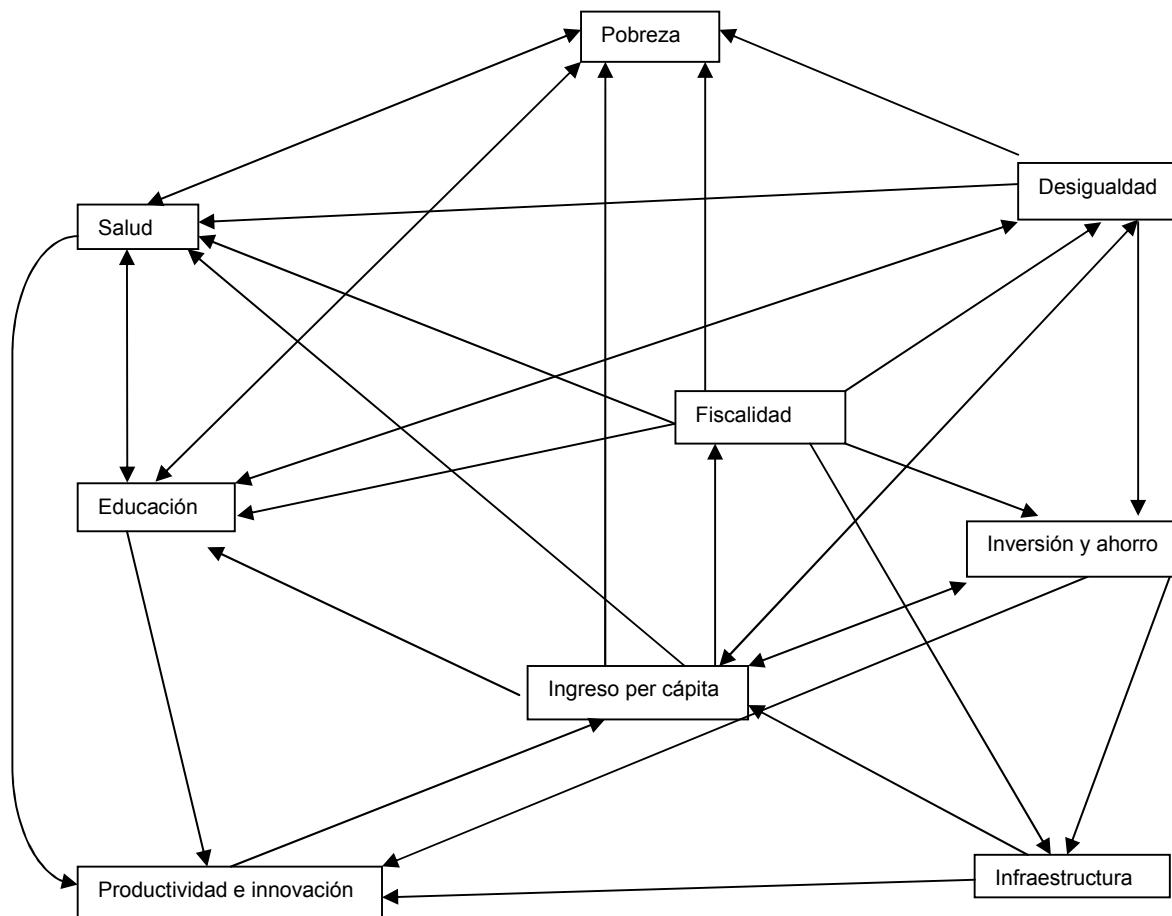 Pobreza
Desigualdad
Salud
Fiscalidad
Educación
Inversión y ahorro
Ingreso per cápita
Productividad e innovación
Infraestructura